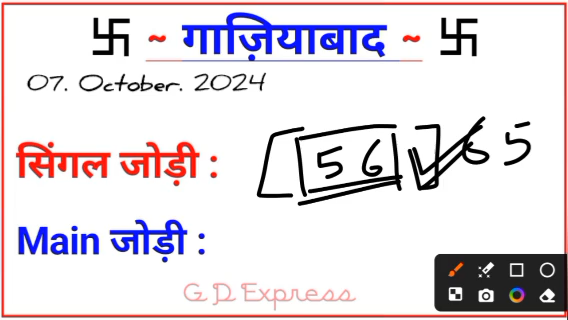 卐 ~ गाज़ियाबाद ~ 卐
07. October. 2024
सिंगल जोड़ी : [56] 65
Main जोड़ी :
G D Express